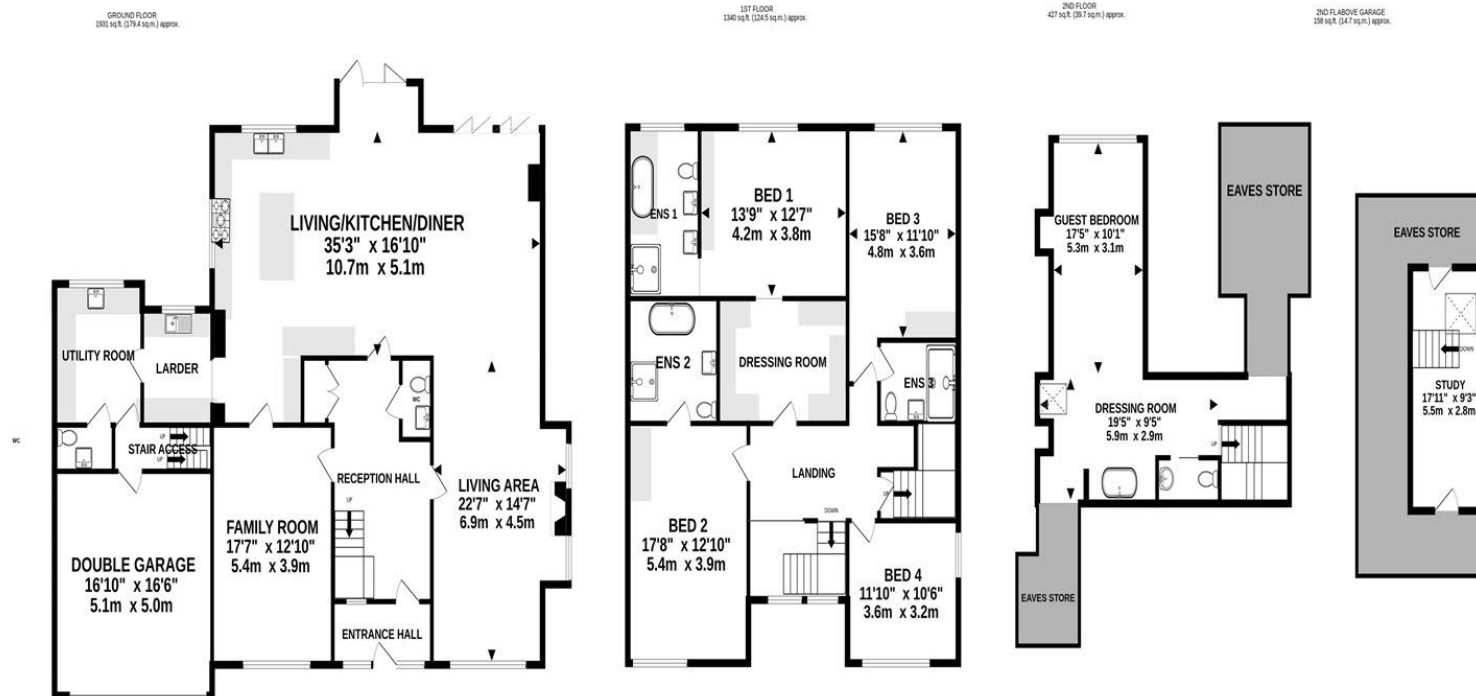 GROUND FLOOR
1931 sq.ft. (179.4 sq.m.) approx.
1ST FLOOR
1340 sq.ft. (124.5 sq.m.) approx.
2ND FLOOR
427 sq.ft. (39.7 sq.m.) approx.
2ND FL ABOVE GARAGE
158 sq.ft. (14.7 sq.m.) approx.
LIVING/KITCHEN/DINER
35'3" x 16'10"
10.7m x 5.1m
UTILITY ROOM
LARDER
WC
WC
UP
STAIR ACCESS
UP
RECEPTION HALL
UP
LIVING AREA
22'7" x 14'7"
6.9m x 4.5m
FAMILY ROOM
17'7" x 12'10"
5.4m x 3.9m
DOUBLE GARAGE
16'10" x 16'6"
5.1m x 5.0m
ENTRANCE HALL
ENS 1
BED 1
13'9" x 12'7"
4.2m x 3.8m
BED 3
15'8" x 11'10"
4.8m x 3.6m
ENS 2
DRESSING ROOM
ENS 3
LANDING
UP
DOWN
BED 2
17'8" x 12'10"
5.4m x 3.9m
BED 4
11'10" x 10'6"
3.6m x 3.2m
EAVES STORE
GUEST BEDROOM
17'5" x 10'1"
5.3m x 3.1m
DRESSING ROOM
19'5" x 9'5"
5.9m x 2.9m
UP
EAVES STORE
EAVES STORE
DOWN
STUDY
17'11" x 9'3"
5.5m x 2.8m